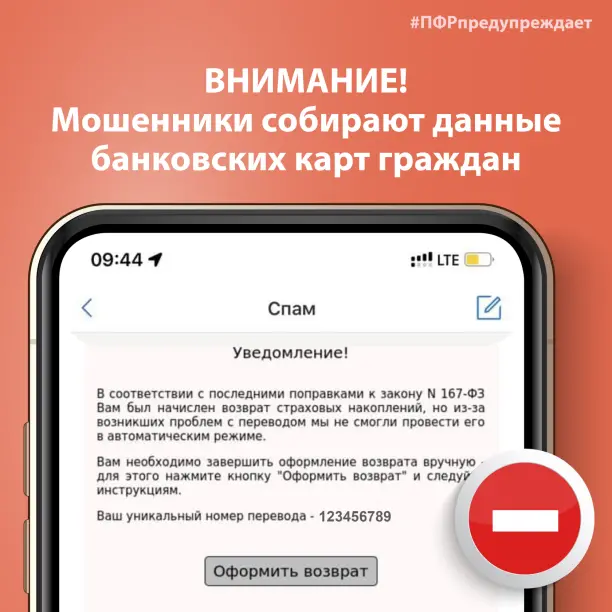 #ПФРпредупреждает
ВНИМАНИЕ!
Мошенники собирают данные
банковских карт граждан
09:44
LTE
Спам
Уведомление!
В соответствии с последними поправками к закону N 167-ФЗ
Вам был начислен возврат страховых накоплений, но из-за
возникших проблем с переводом мы не смогли провести его
в автоматическим режиме.
Вам необходимо завершить оформление возврата вручную -
для этого нажмите кнопку "Оформить возврат" и следуй
инструкциям.
Ваш уникальный номер перевода - 123456789
Оформить возврат